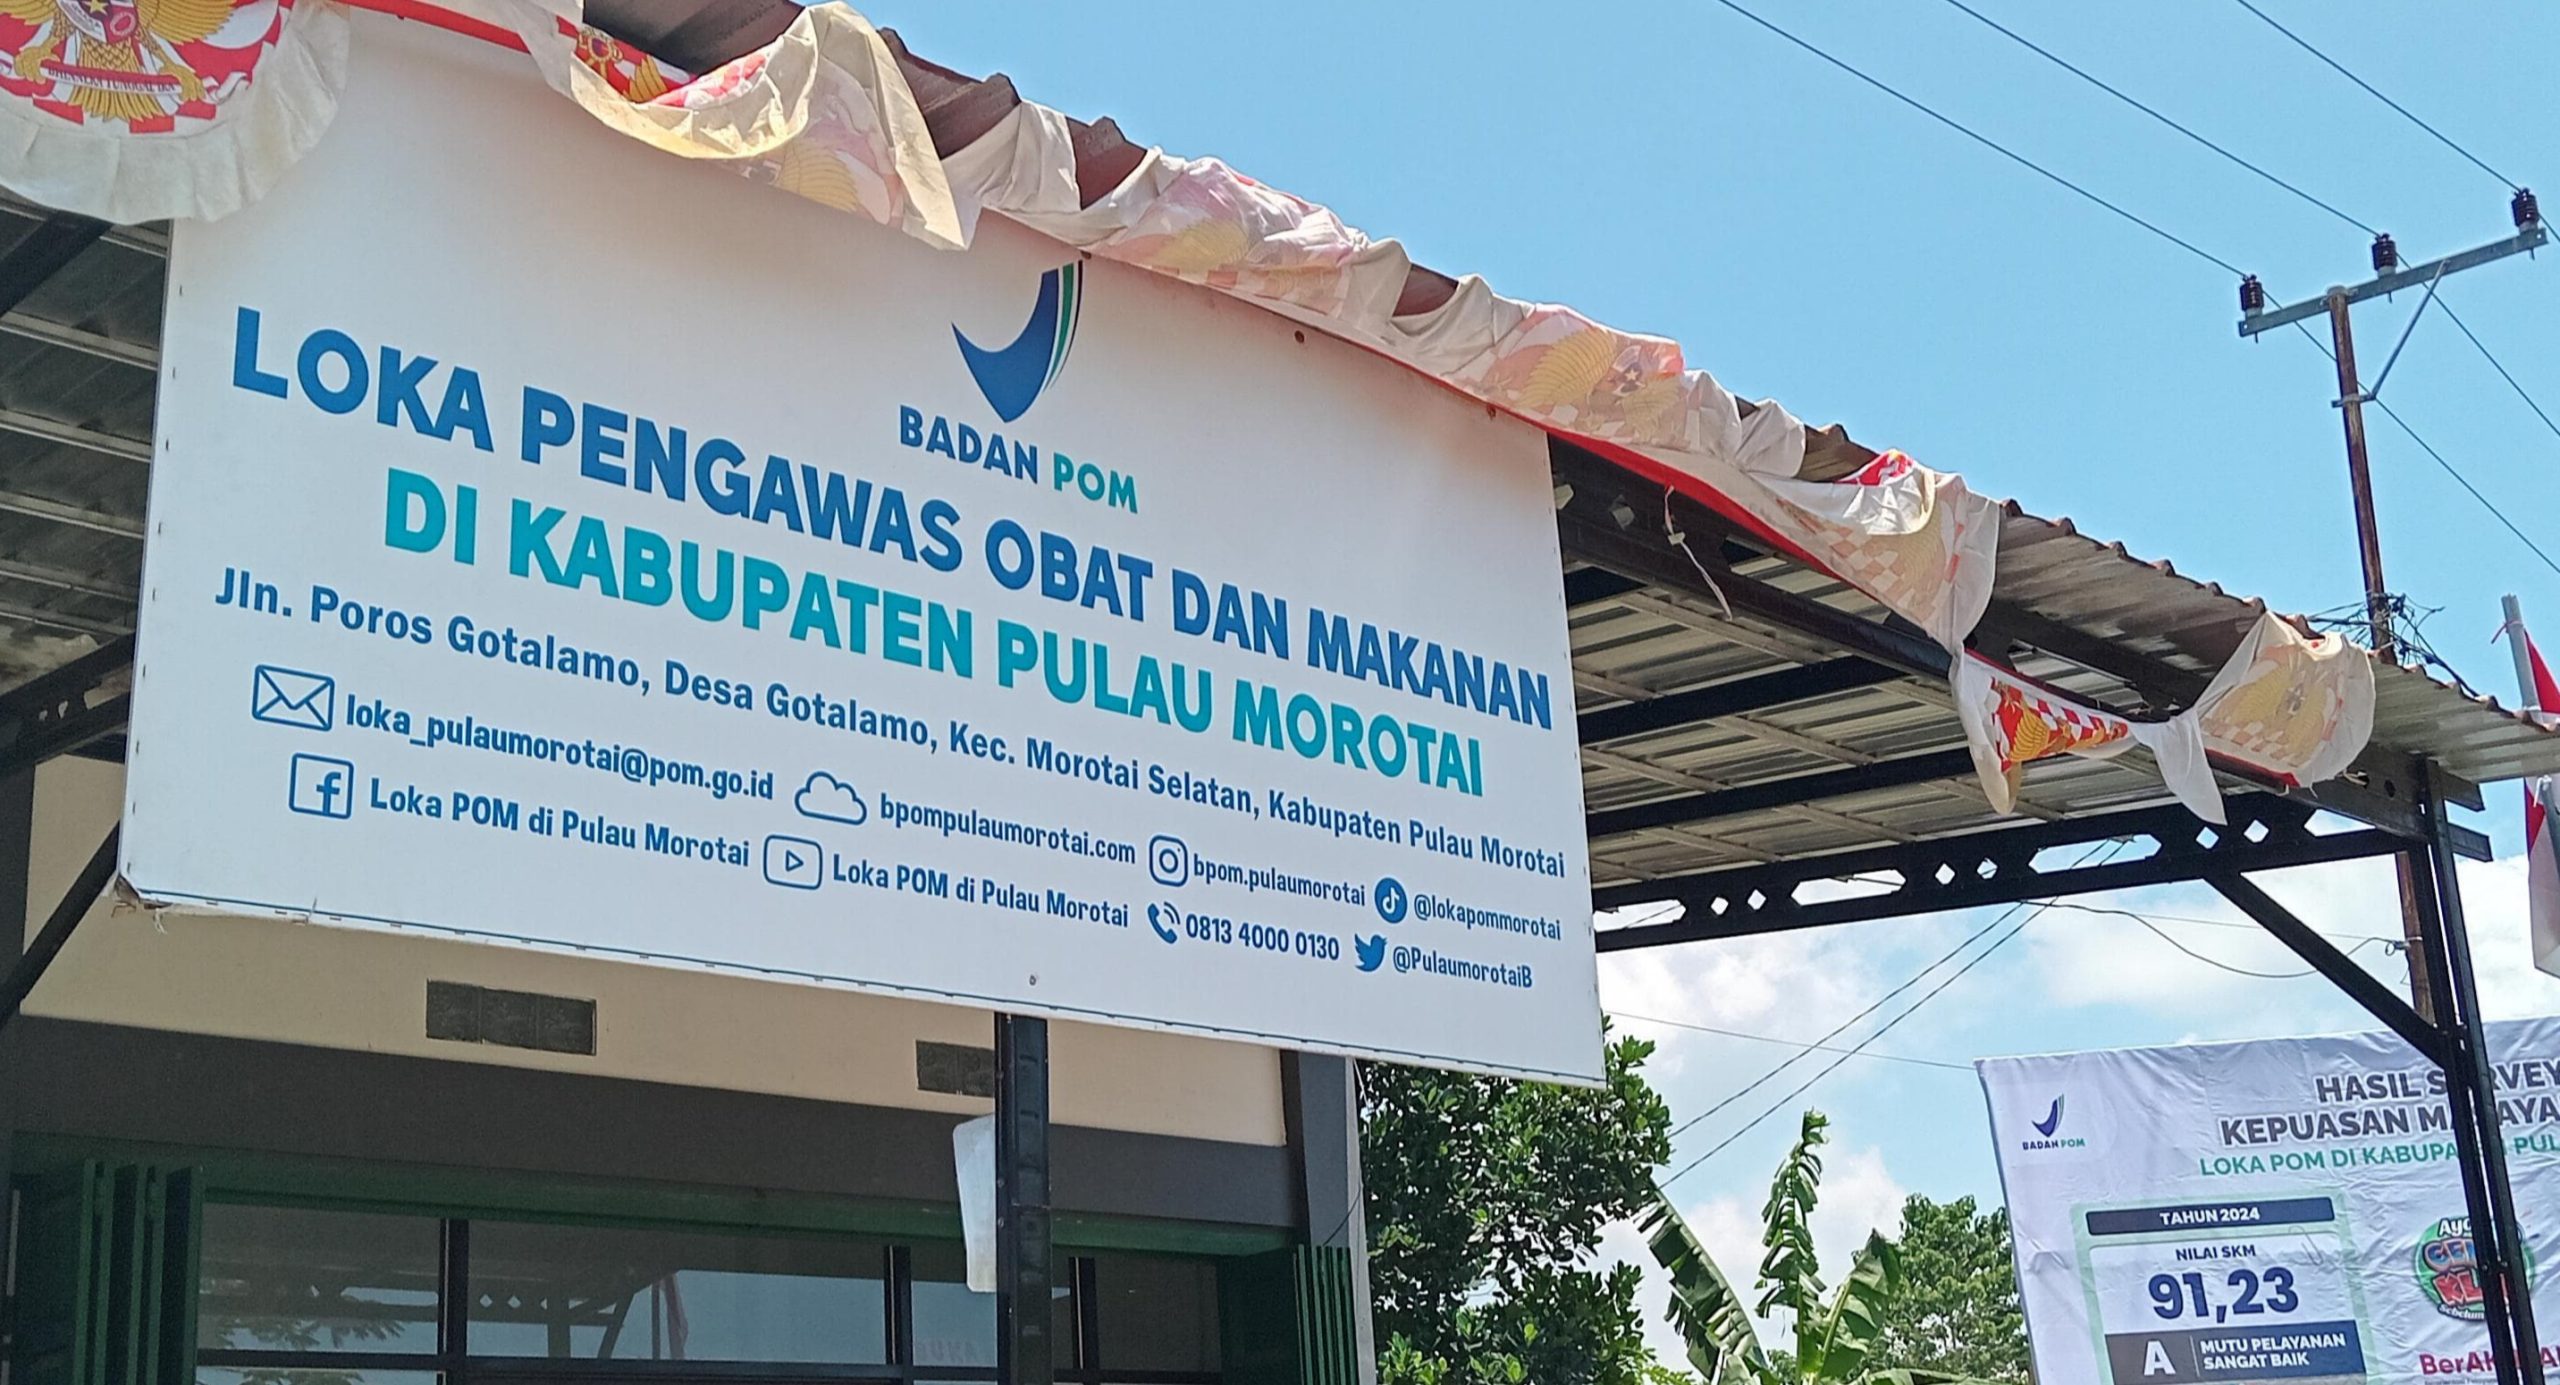 BHINNEKA TUNGGAL IKA
BADAN POM
LOKA PENGAWAS OBAT DAN MAKANAN
DI KABUPATEN PULAU MOROTAI
Jln. Poros Gotalamo, Desa Gotalamo, Kec. Morotai Selatan, Kabupaten Pulau Morotai
loka_pulaumorotai@pom.go.id bpompulaumorotai.com bpom.pulaumorotai @lokapommorotai
Loka POM di Pulau Morotai Loka POM di Pulau Morotai 0813 4000 0130 @PulaumorotaiB
BADAN POM
HASIL
KEPUASAN
LOKA POM DI
TAHUN 2024
NILAI SKM
91,23
A MUTU PELAYANAN
SANGAT BAIK